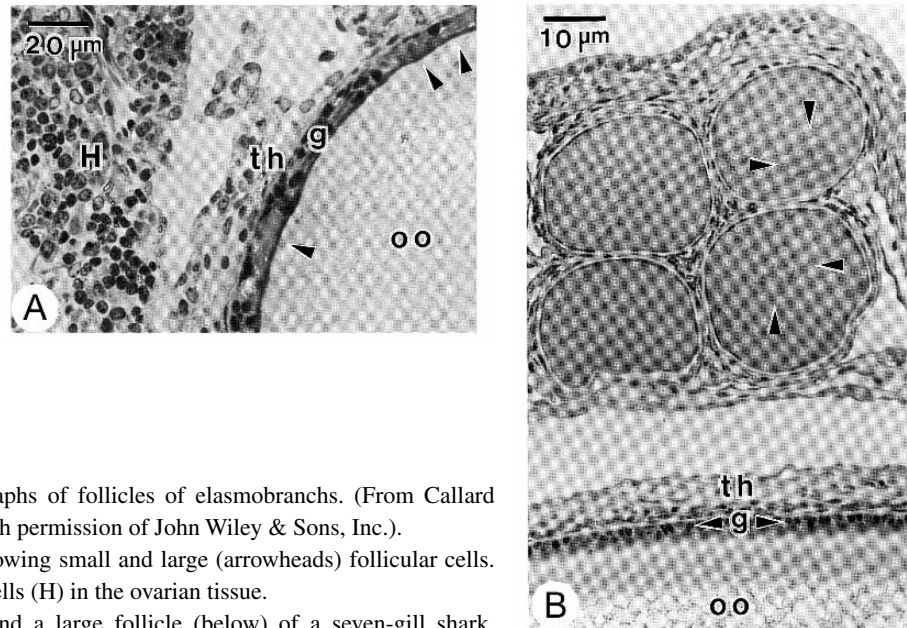 20 µm
H
th
g
oo
A
10 µm
th
g
oo
B
aphs of follicles of elasmobranchs. (From Callard
h permission of John Wiley & Sons, Inc.).
owing small and large (arrowheads) follicular cells.
ells (H) in the ovarian tissue.
nd a large follicle (below) of a seven-gill shark,